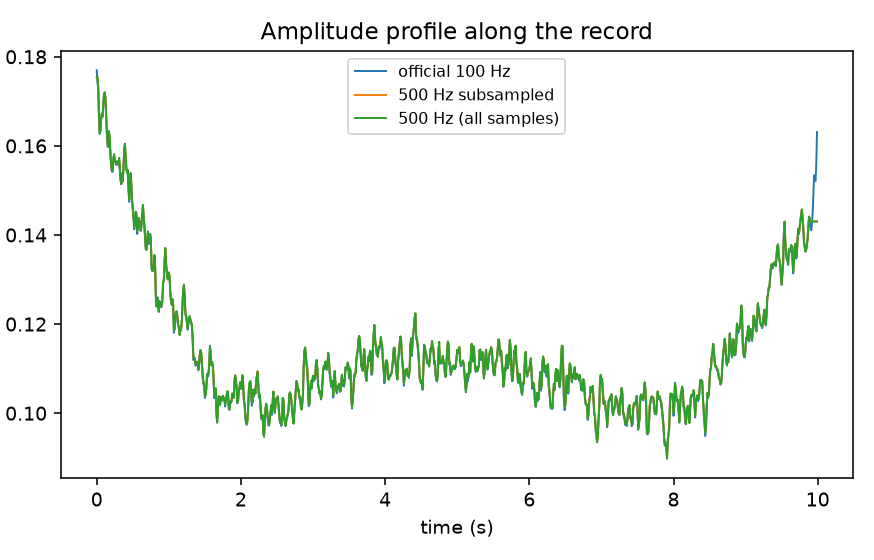 Amplitude profile along the record
0.18
0.16
0.14
0.12
0.10
official 100 Hz
500 Hz subsampled
500 Hz (all samples)
0 2 4 6 8 10
time (s)